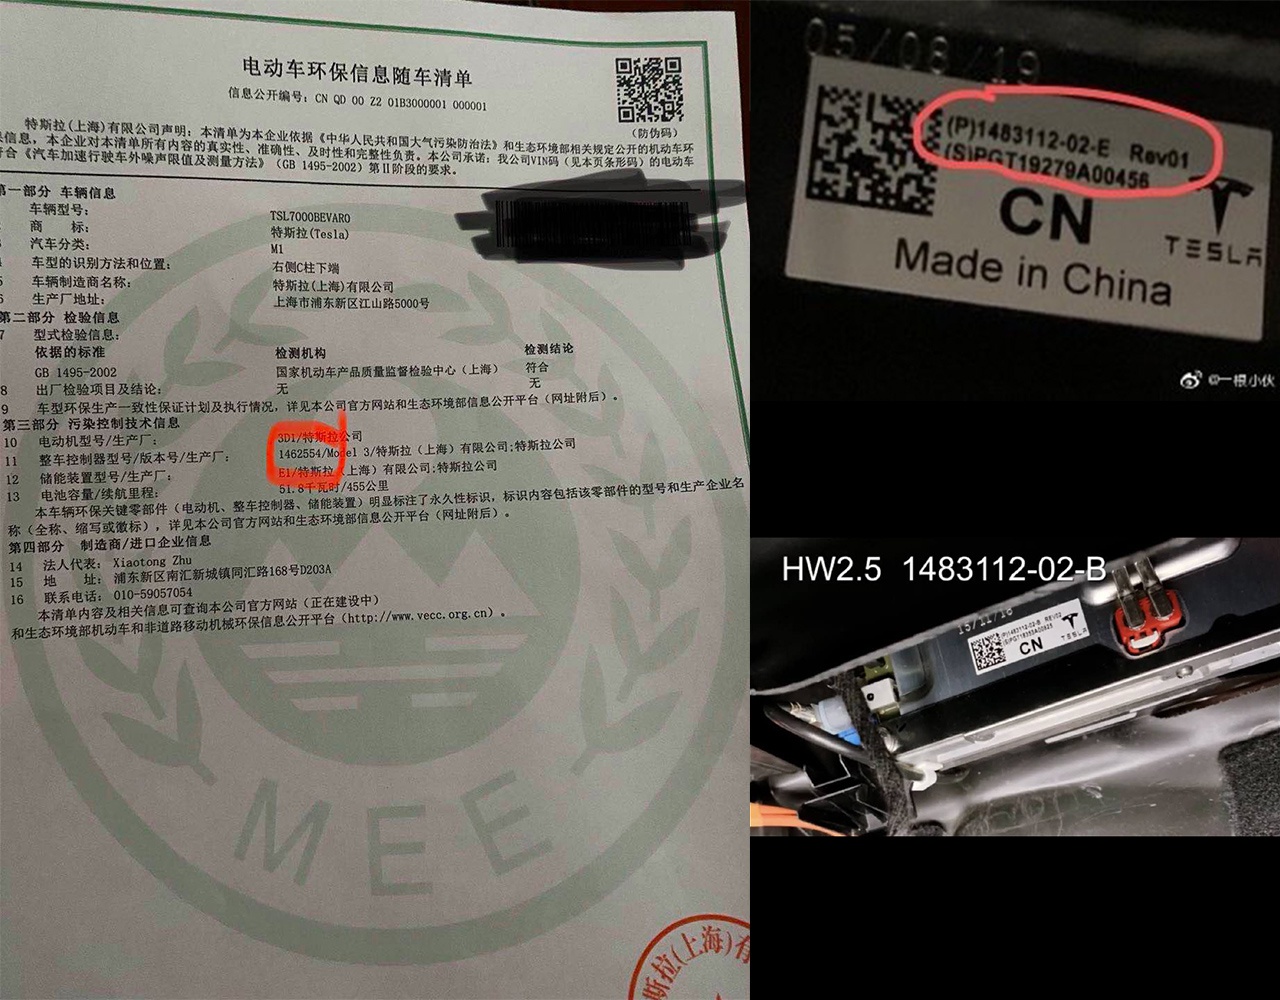 电动车环保信息随车清单
信息公开编号：CN QD 00 Z2 01B3000001 000001
(防伪码)
特斯拉(上海)有限公司声明：本清单为本企业依据《中华人民共和国大气污染防治法》和生态环境部相关规定公开的机动车环
保信息，本企业对本清单所有内容的真实性、准确性、及时性和完整性负责。本公司承诺：我公司VIN码（见本页条形码）的电动车
符合《汽车加速行驶车外噪声限值及测量方法》（GB 1495-2002）第Ⅱ阶段的要求。
第一部分 车辆信息
车辆型号： TSL7000BEVAR0
商 标： 特斯拉(Tesla)
汽车分类： M1
车型的识别方法和位置： 右侧C柱下端
5 车辆制造商名称： 特斯拉(上海)有限公司
6 生产厂地址： 上海市浦东新区江山路5000号
第二部分 检验信息
7 型式检验信息：
依据的标准 检测机构 检测结论
GB 1495-2002 国家机动车产品质量监督检验中心（上海） 符合
8 出厂检验项目及结论： 无 无
9 车型环保生产一致性保证计划及执行情况，详见本公司官方网站和生态环境部信息公开平台（网址附后）。
第三部分 污染控制技术信息
10 电动机型号/生产厂： 3D1/特斯拉公司
11 整车控制器型号/版本号/生产厂： 1462554/Model 3/特斯拉（上海）有限公司;特斯拉公司
12 储能装置型号/生产厂： E1/特斯拉（上海）有限公司;特斯拉公司
13 电池容量/续航里程： 51.8千瓦时/455公里
本车辆环保关键零部件（电动机、整车控制器、储能装置）明显标注了永久性标识，标识内容包括该零部件的型号和生产企业名
称（全称、缩写或徽标），详见本公司官方网站和生态环境部信息公开平台（网址附后）。
第四部分 制造商/进口企业信息
14 法人代表： Xiaotong Zhu
15 地 址： 浦东新区南汇新城镇同汇路168号D203A
16 联系电话： 010-59057054
本清单内容及相关信息可查询本公司官方网站（正在建设中）
和生态环境部机动车和非道路移动机械环保信息公开平台（http://www.vecc.org.cn）。
MEE
斯拉(上海)有
05/08/19
(P)1483112-02-E Rev01
(S)PGT19279A00456
CN
TESLA
Made in China
@一根小伙
HW2.5 1483112-02-B
(P)1483112-02-B REV02
CN
TESLA